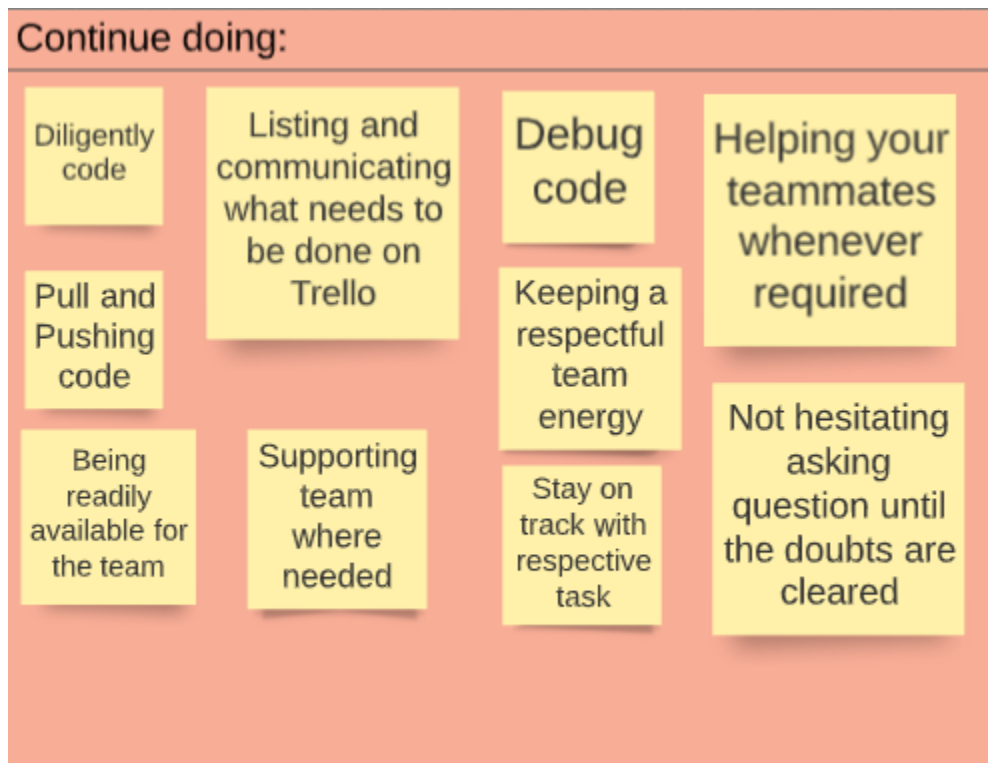 Continue doing:
Diligently
code
Listing and
communicating
what needs to
be done on
Trello
Debug
code
Helping your
teammates
whenever
required
Pull and
Pushing
code
Keeping a
respectful
team
energy
Being
readily
available for
the team
Supporting
team
where
needed
Stay on
track with
respective
task
Not hesitating
asking
question until
the doubts are
cleared